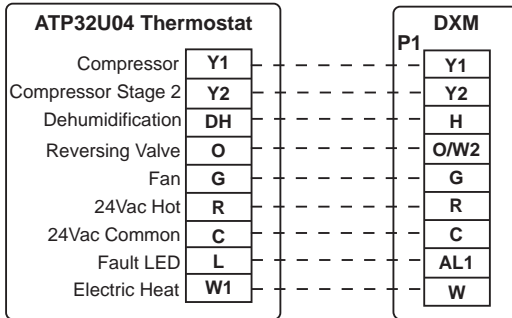 ATP32U04 Thermostat DXM
P1
Compressor Y1 Y1
Compressor Stage 2 Y2 Y2
Dehumidification DH H
Reversing Valve O O/W2
Fan G G
24Vac Hot R R
24Vac Common C C
Fault LED L AL1
Electric Heat W1 W